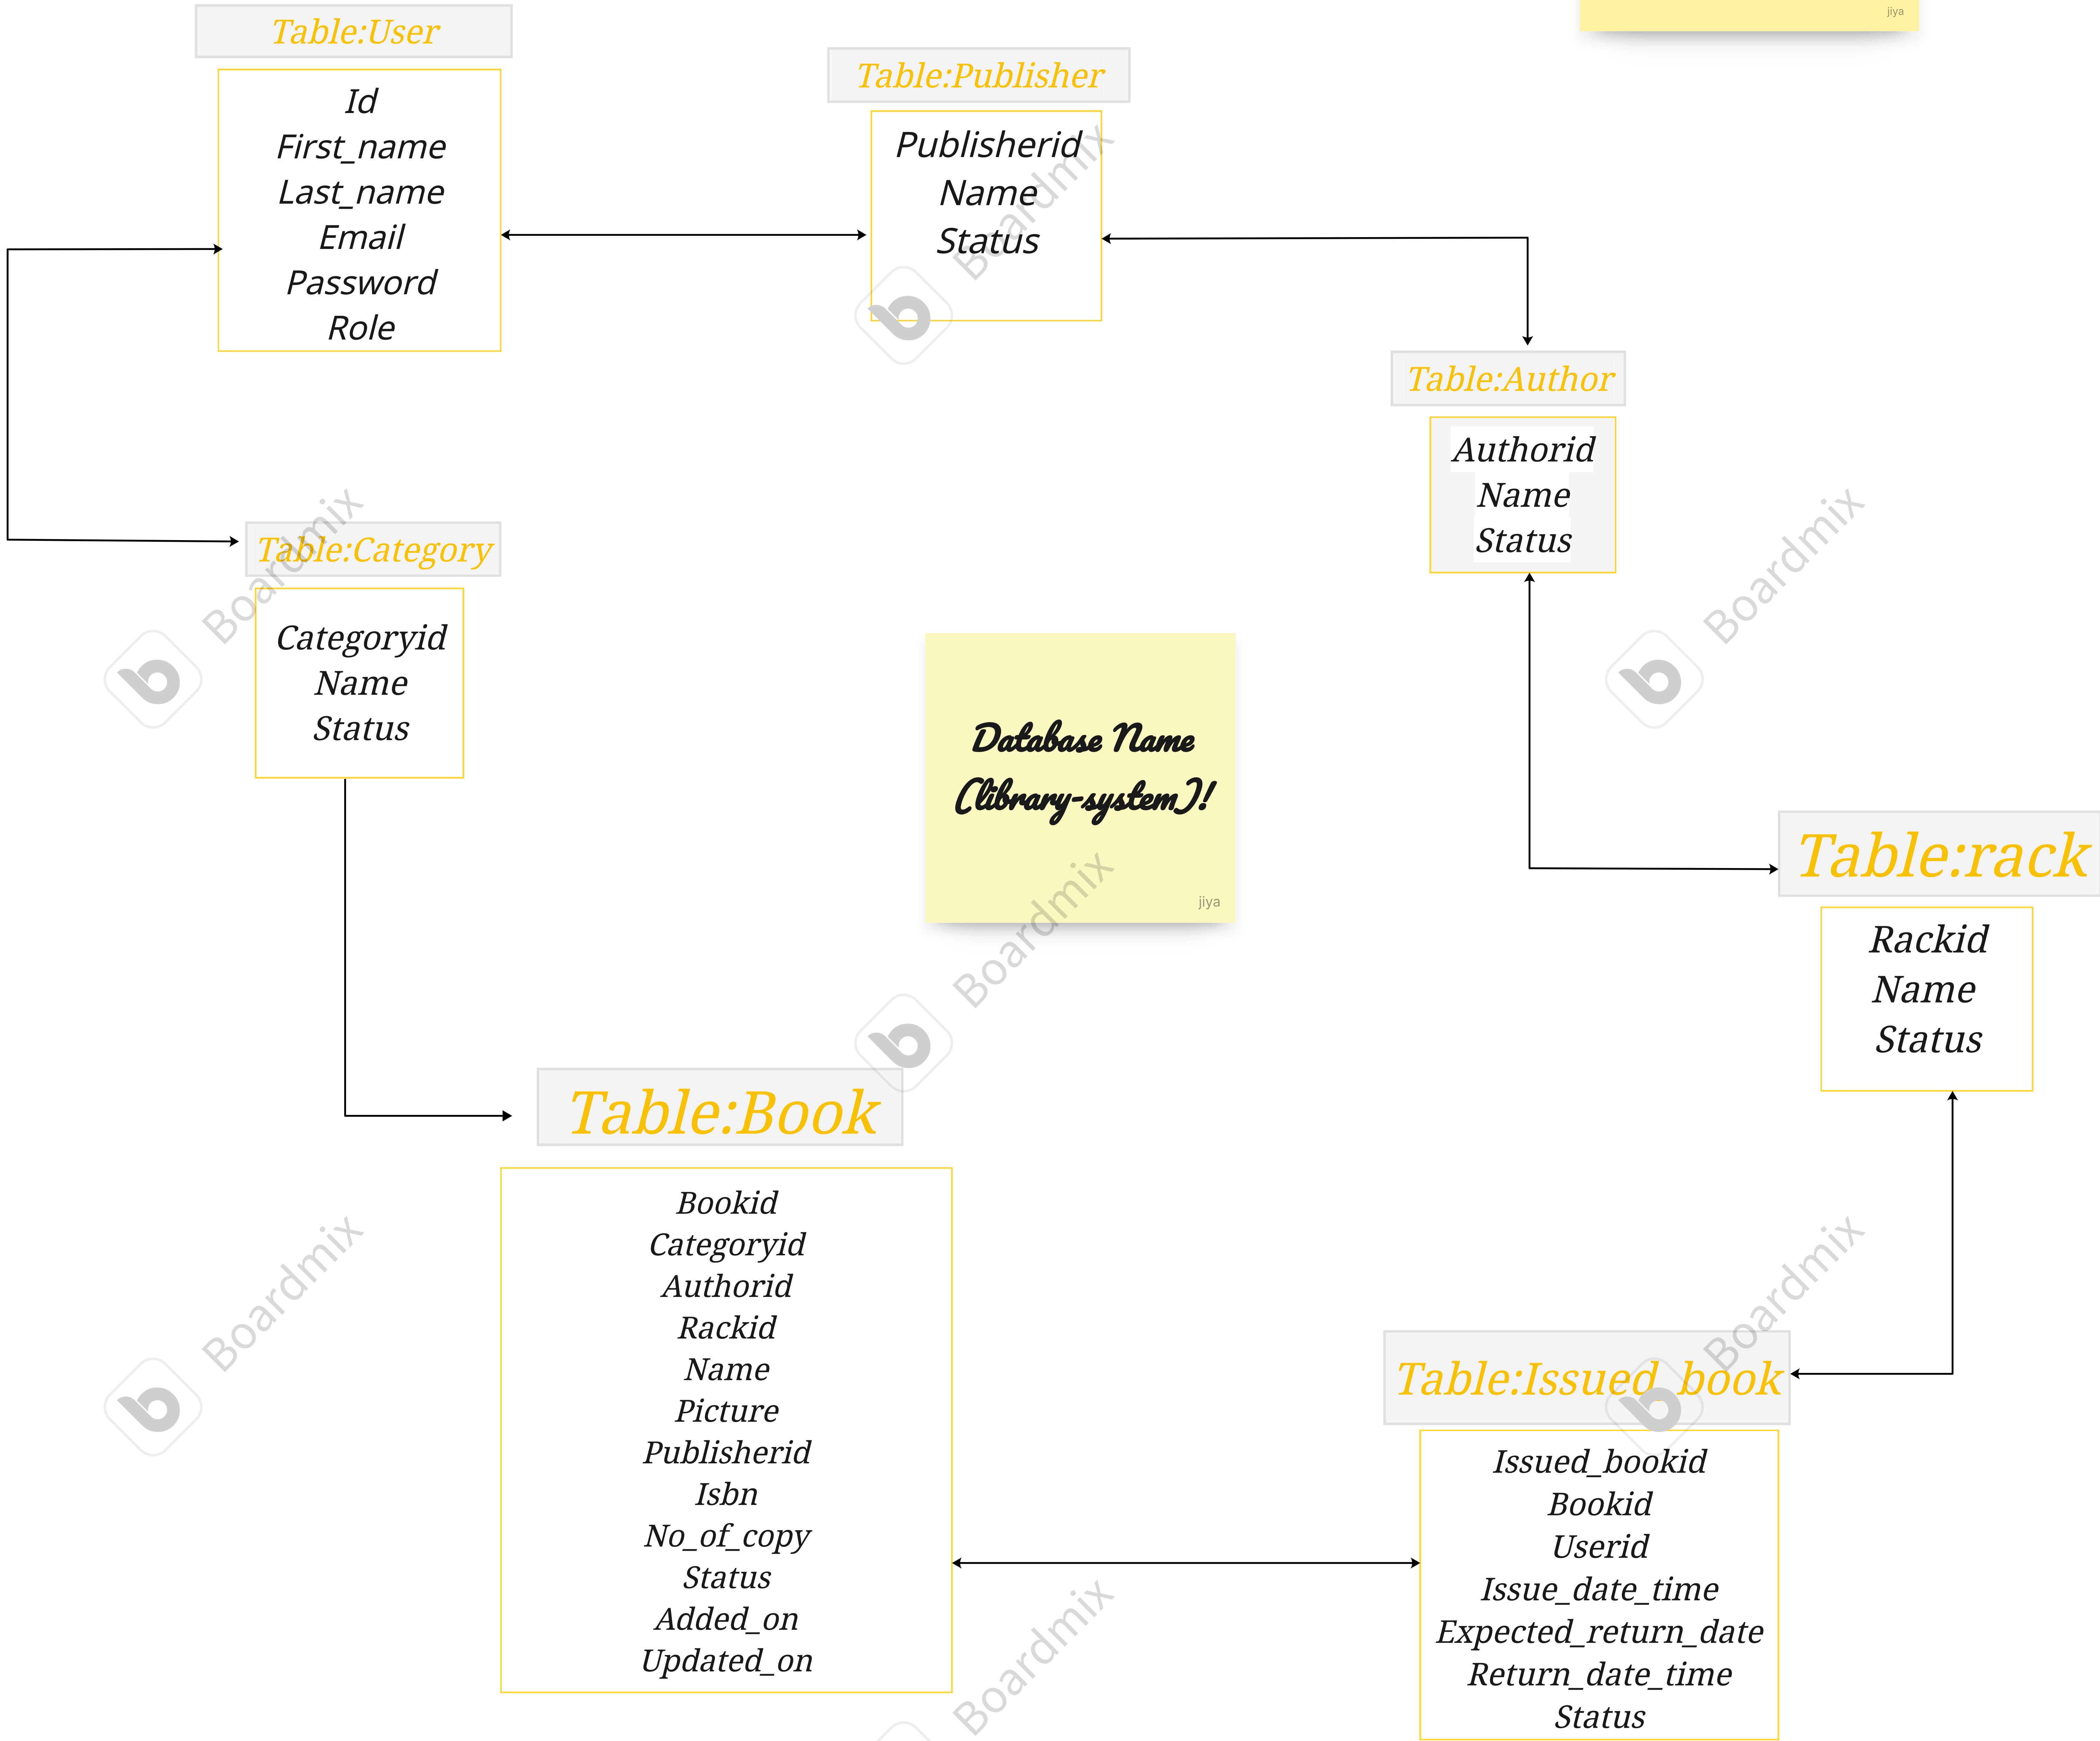 jiya
Table:User
Id
First_name
Last_name
Email
Password
Role
Table:Publisher
Publisherid
Name
Status
Table:Author
Authorid
Name
Status
Table:Category
Categoryid
Name
Status
Database Name
(library-system)!
jiya
Table:rack
Rackid
Name
Status
Table:Book
Bookid
Categoryid
Authorid
Rackid
Name
Picture
Publisherid
Isbn
No_of_copy
Status
Added_on
Updated_on
Table:Issued_book
Issued_bookid
Bookid
Userid
Issue_date_time
Expected_return_date
Return_date_time
Status
Boardmix
Boardmix
Boardmix
Boardmix
Boardmix
Boardmix
Boardmix